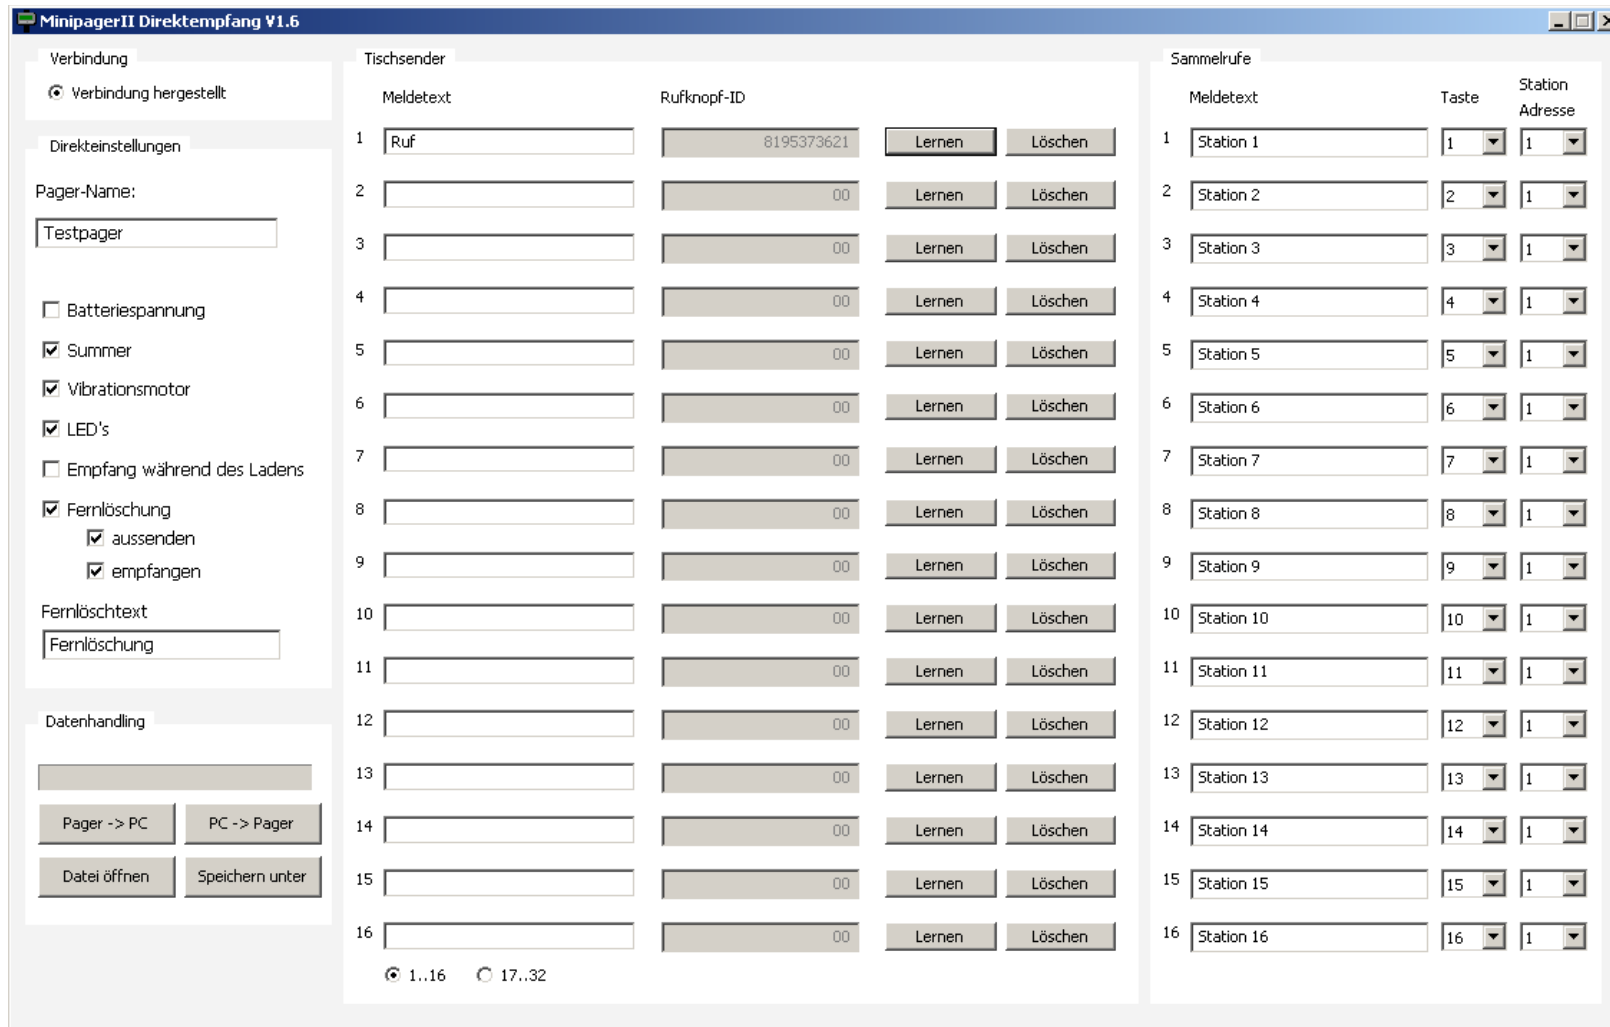 MinipagerII Direktempfang V1.6
Verbindung
Verbindung hergestellt
Direkteinstellungen
Pager-Name:
Testpager
Batteriespannung
Summer
Vibrationsmotor
LED's
Empfang während des Ladens
Fernlöschung
aussenden
empfangen
Fernlöschtext
Fernlöschung
Datenhandling
Pager -> PC PC -> Pager
Datei öffnen Speichern unter
Tischsender
Meldetext Rufknopf-ID
1 Ruf 8195373621 Lernen Löschen
2 00 Lernen Löschen
3 00 Lernen Löschen
4 00 Lernen Löschen
5 00 Lernen Löschen
6 00 Lernen Löschen
7 00 Lernen Löschen
8 00 Lernen Löschen
9 00 Lernen Löschen
10 00 Lernen Löschen
11 00 Lernen Löschen
12 00 Lernen Löschen
13 00 Lernen Löschen
14 00 Lernen Löschen
15 00 Lernen Löschen
16 00 Lernen Löschen
1..16 17..32
Sammelrufe
Meldetext Taste Station
Adresse
1 Station 1 1 1
2 Station 2 2 1
3 Station 3 3 1
4 Station 4 4 1
5 Station 5 5 1
6 Station 6 6 1
7 Station 7 7 1
8 Station 8 8 1
9 Station 9 9 1
10 Station 10 10 1
11 Station 11 11 1
12 Station 12 12 1
13 Station 13 13 1
14 Station 14 14 1
15 Station 15 15 1
16 Station 16 16 1